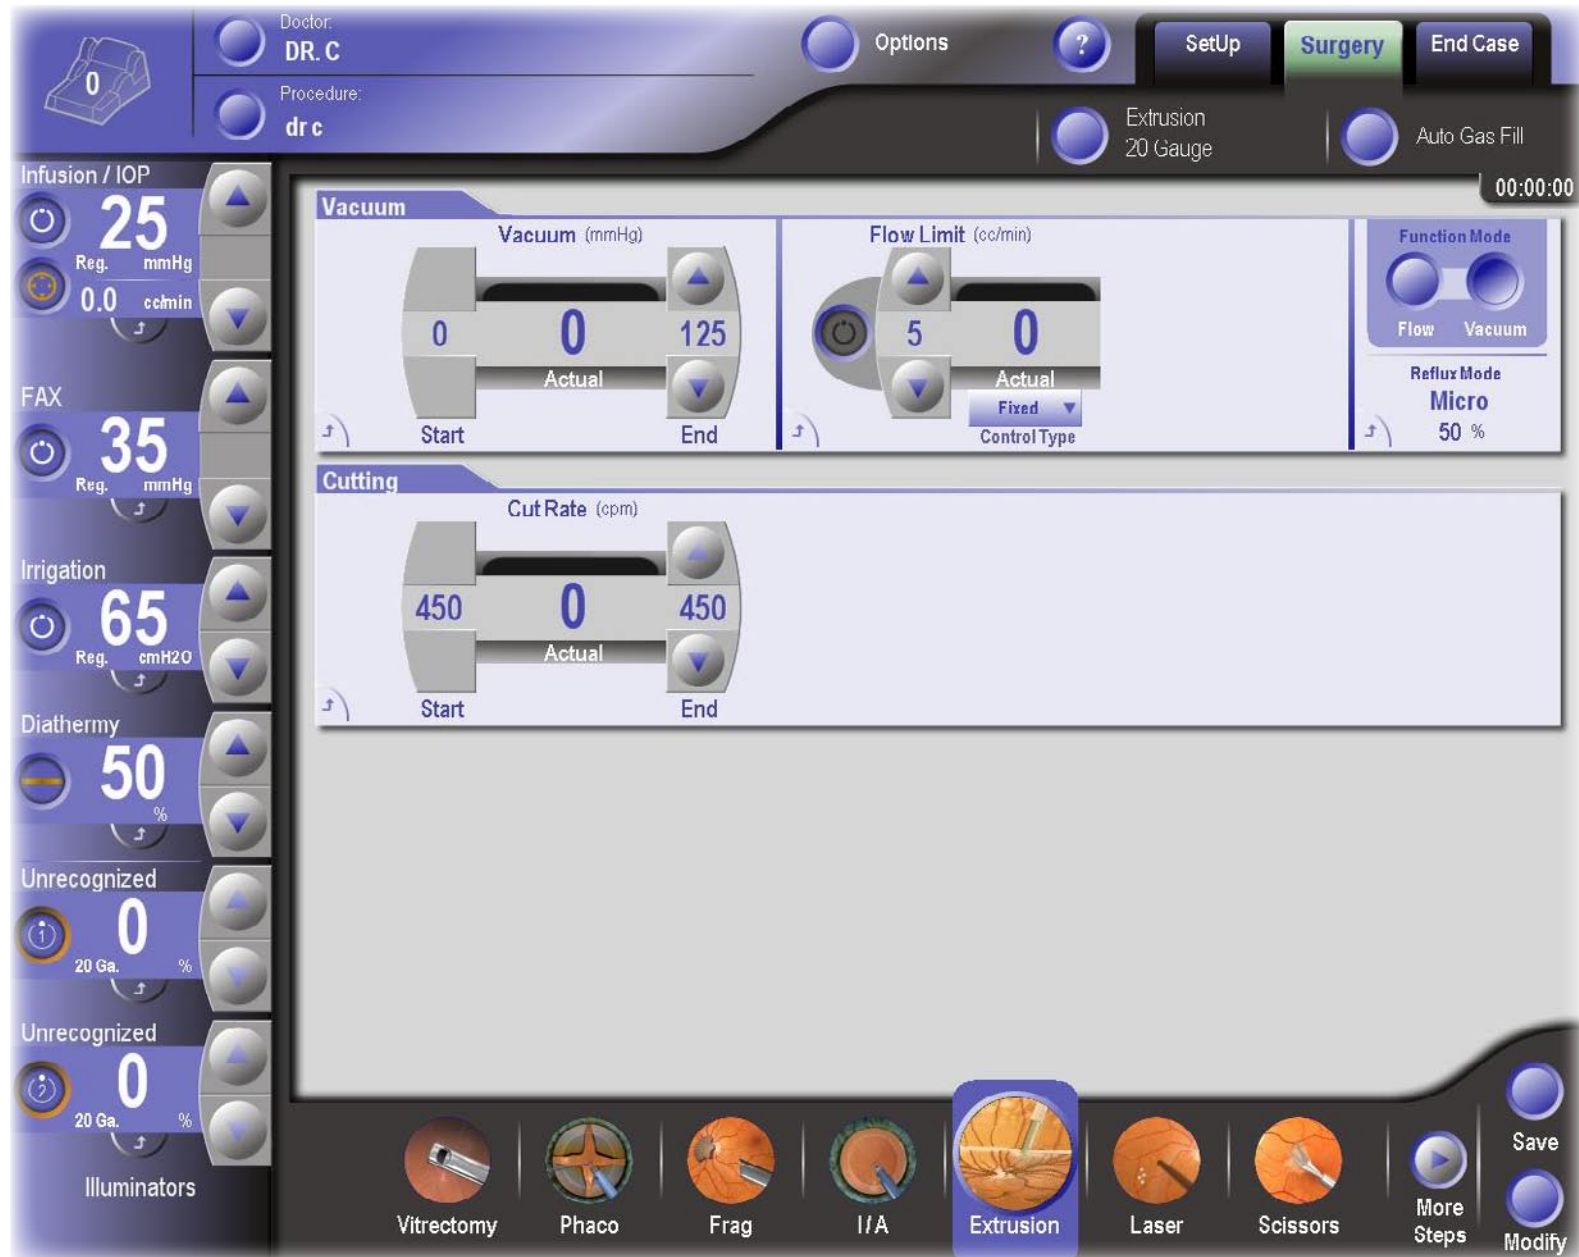 0
Doctor:
DR. C
Procedure:
dr c
Options
?
SetUp
Surgery
End Case
Extrusion
20 Gauge
Auto Gas Fill
00:00:00
Infusion / IOP
25
Reg. mmHg
0.0 cc/min
FAX
35
Reg. mmHg
Irrigation
65
Reg. cmH2O
Diathermy
50
%
Unrecognized
1
0
20 Ga. %
Unrecognized
2
0
20 Ga. %
Illuminators
Vacuum
Vacuum (mmHg)
0 0 125
Actual
Start End
Flow Limit (cc/min)
5 0
Actual
Fixed
Control Type
Function Mode
Flow Vacuum
Reflux Mode
Micro
50 %
Cutting
Cut Rate (cpm)
450 0 450
Actual
Start End
Vitrectomy
Phaco
Frag
I/A
Extrusion
Laser
Scissors
More
Steps
Save
Modify